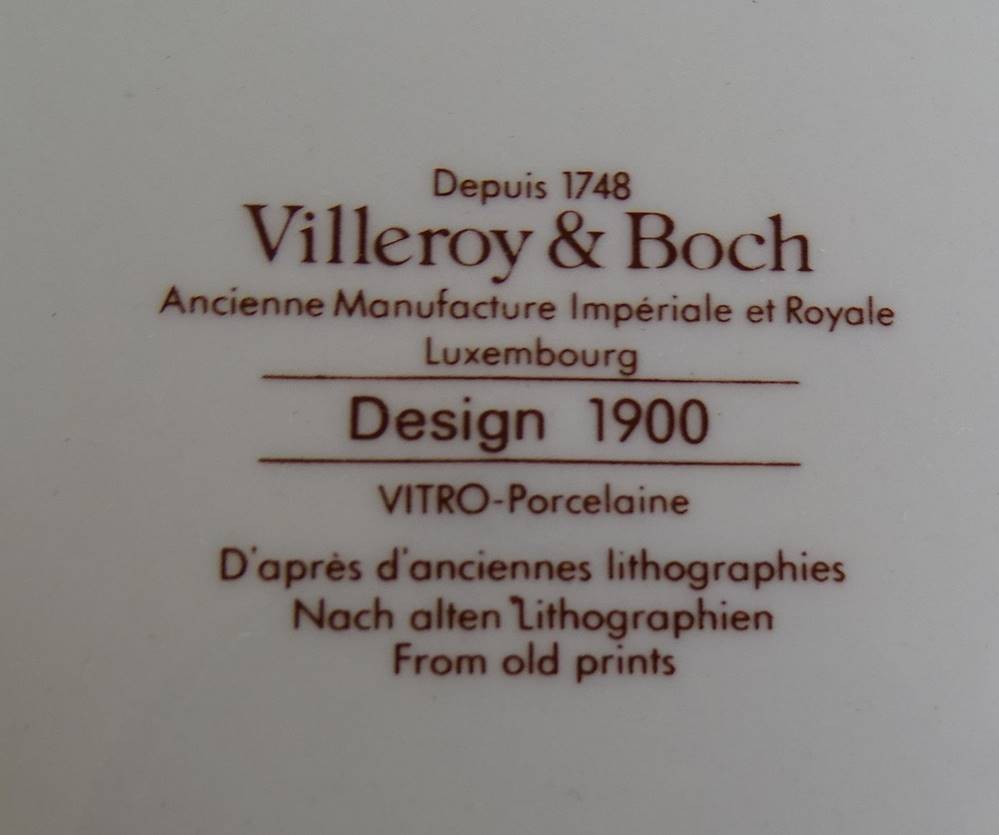 Depuis 1748
Villeroy & Boch
Ancienne Manufacture Impériale et Royale
Luxembourg
Design 1900
VITRO-Porcelaine
D'après d'anciennes lithographies
Nach alten Lithographien
From old prints